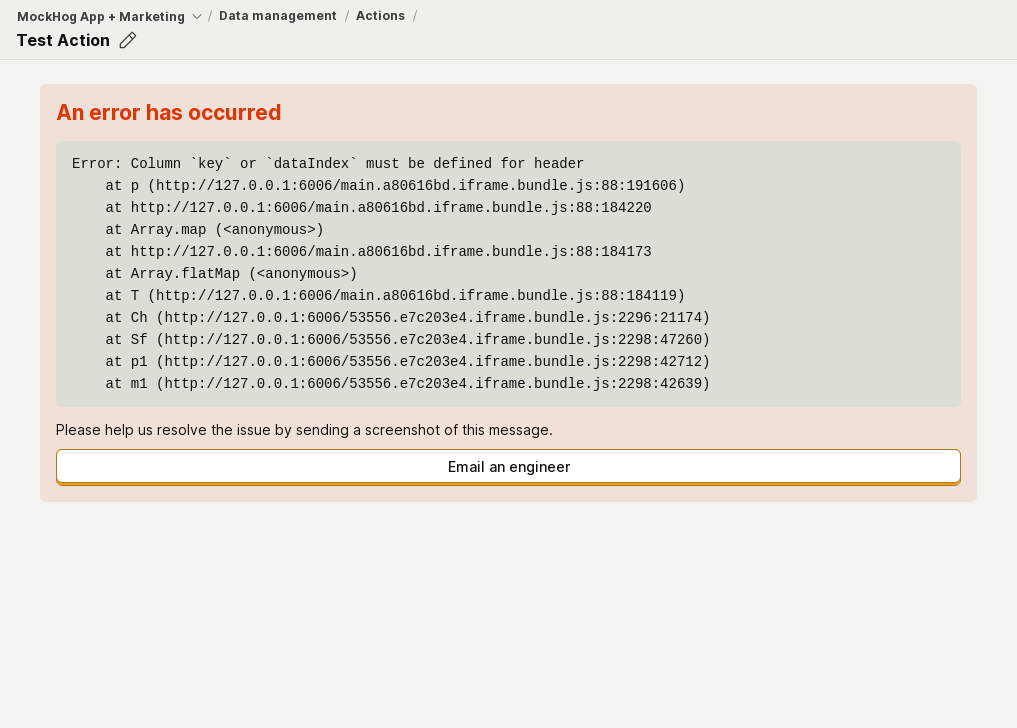 MockHog App + Marketing / Data management / Actions /
Test Action
An error has occurred
Error: Column `key` or `dataIndex` must be defined for header
    at p (http://127.0.0.1:6006/main.a80616bd.iframe.bundle.js:88:191606)
    at http://127.0.0.1:6006/main.a80616bd.iframe.bundle.js:88:184220
    at Array.map (<anonymous>)
    at http://127.0.0.1:6006/main.a80616bd.iframe.bundle.js:88:184173
    at Array.flatMap (<anonymous>)
    at T (http://127.0.0.1:6006/main.a80616bd.iframe.bundle.js:88:184119)
    at Ch (http://127.0.0.1:6006/53556.e7c203e4.iframe.bundle.js:2296:21174)
    at Sf (http://127.0.0.1:6006/53556.e7c203e4.iframe.bundle.js:2298:47260)
    at p1 (http://127.0.0.1:6006/53556.e7c203e4.iframe.bundle.js:2298:42712)
    at m1 (http://127.0.0.1:6006/53556.e7c203e4.iframe.bundle.js:2298:42639)
Please help us resolve the issue by sending a screenshot of this message.
Email an engineer